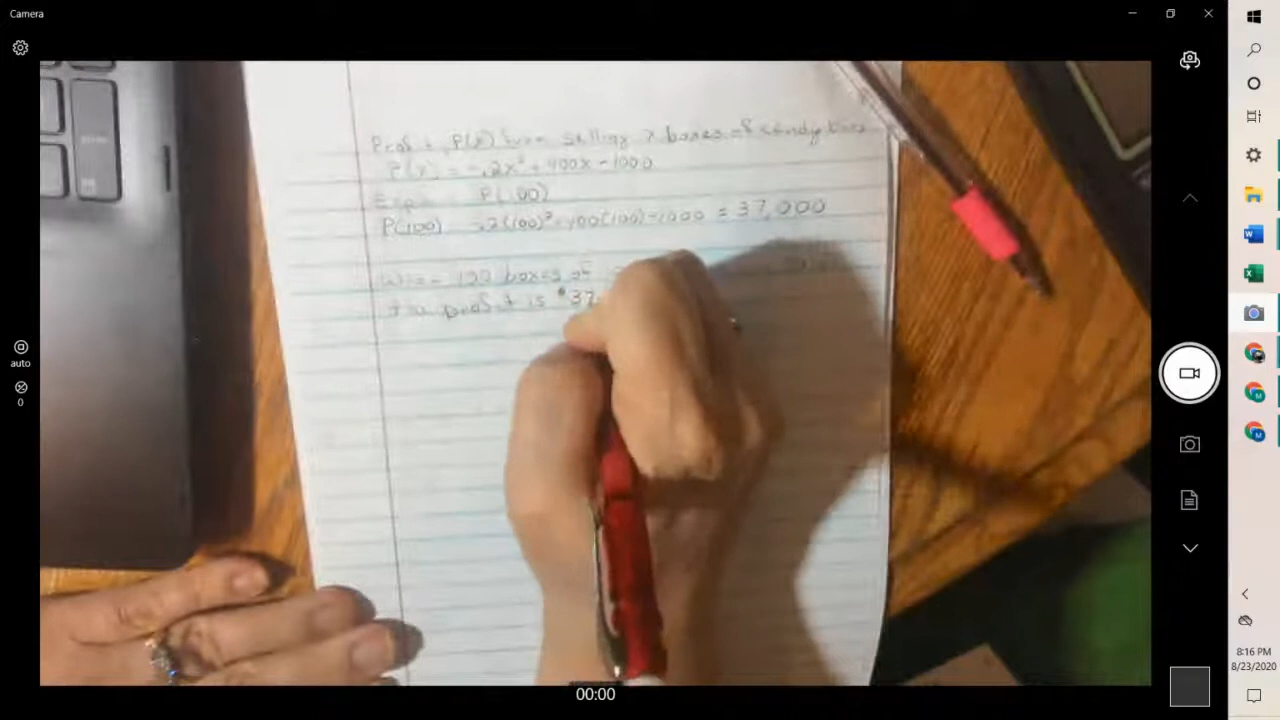 Camera
Profit P(x) from selling x boxes of candy bars
P(x) = -.2x² + 400x - 1000
P(100)
P(100) -.2(100)² + 400(100) - 1000 = 37,000
100 boxes of
profit is $37
auto
0
00:00
8:16 PM
8/23/2020